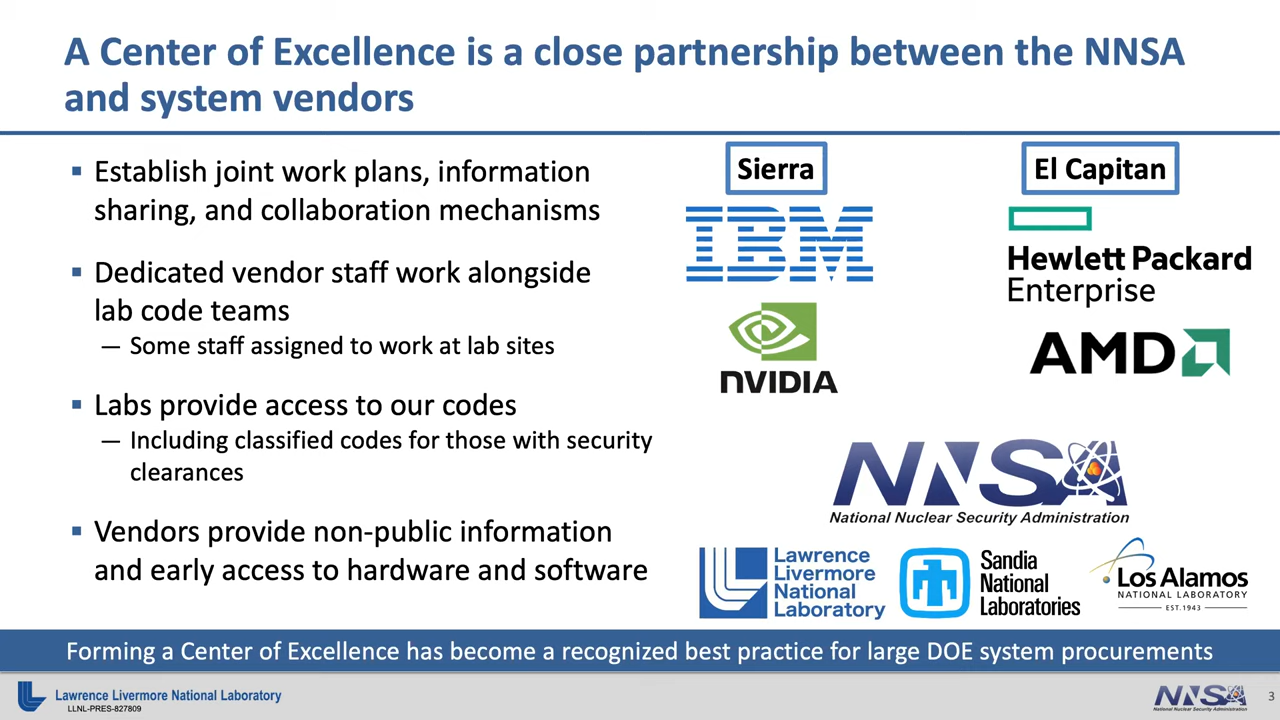 A Center of Excellence is a close partnership between the NNSA
and system vendors
▪ Establish joint work plans, information
sharing, and collaboration mechanisms
▪ Dedicated vendor staff work alongside
lab code teams
— Some staff assigned to work at lab sites
▪ Labs provide access to our codes
— Including classified codes for those with security
clearances
▪ Vendors provide non-public information
and early access to hardware and software
Sierra
IBM
NVIDIA
El Capitan
Hewlett Packard
Enterprise
AMD
NNSA
National Nuclear Security Administration
Lawrence
Livermore
National
Laboratory
Sandia
National
Laboratories
Los Alamos
NATIONAL LABORATORY
EST. 1943
Forming a Center of Excellence has become a recognized best practice for large DOE system procurements
Lawrence Livermore National Laboratory
LLNL-PRES-827809
NNSA
National Nuclear Security Administration
3